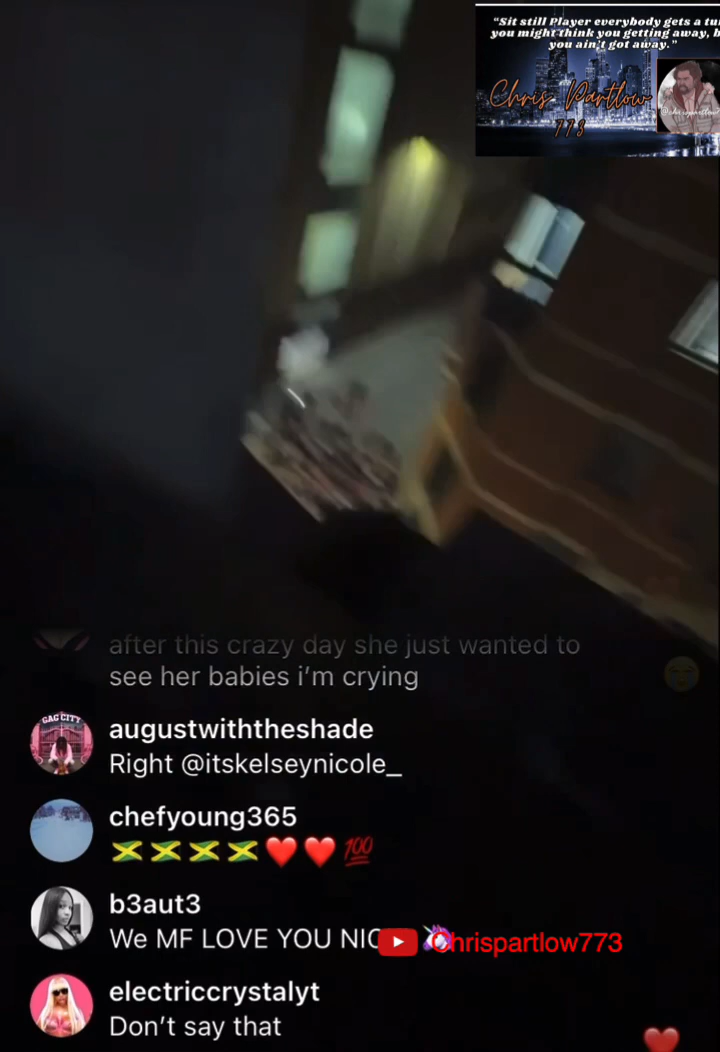 "Sit still Player everybody gets a tu
you might think you getting away, b
you ain't got away."
Chris Partlow
773
after this crazy day she just wanted to
see her babies i'm crying
GAG CITY
augustwiththeshade
Right @itskelseynicole_
chefyoung365
💯
b3aut3
We MF LOVE YOU NIC
Chrispartlow773
electriccrystalyt
Don't say that